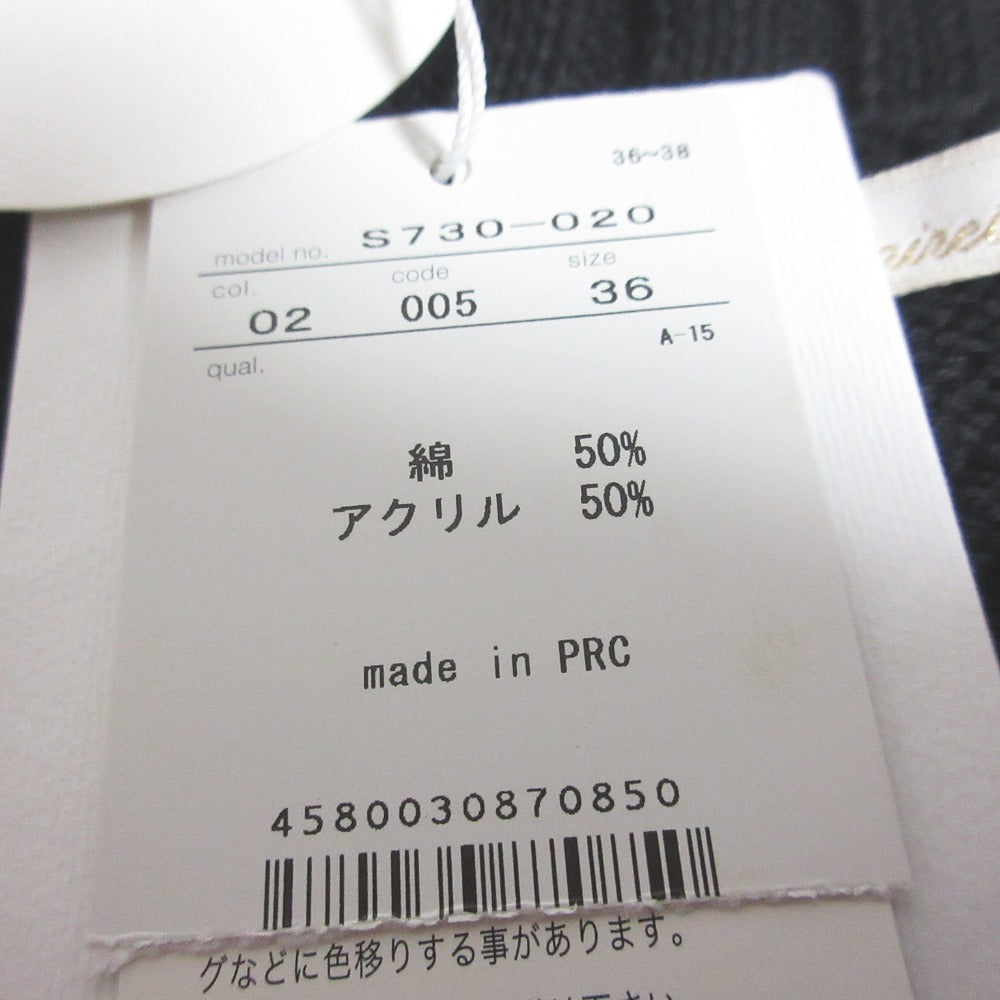 36~38
model no. S730-020
col. code size
02 005 36
A-15
qual.
綿 50%
アクリル 50%
made in PRC
4580030870850
グなどに色移りする事があります。